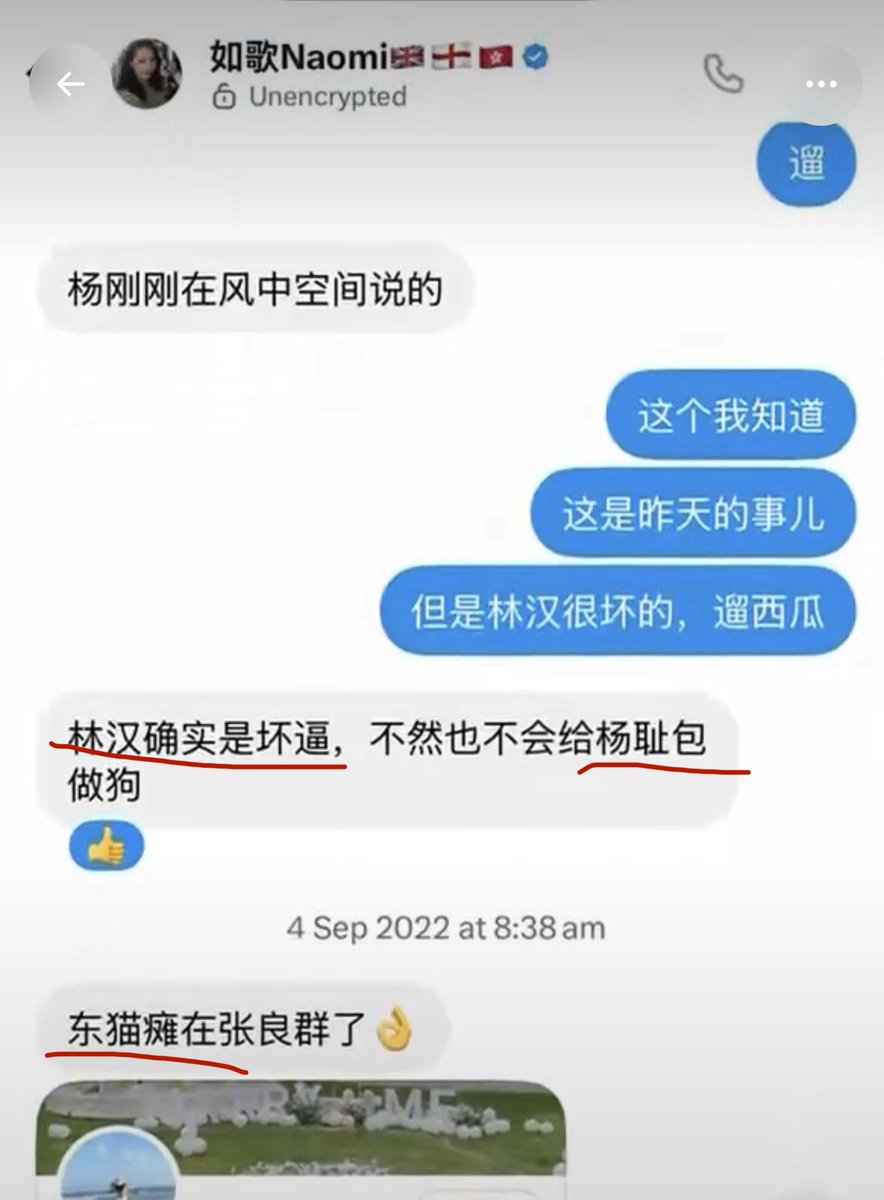 如歌Naomi🇬🇧🏴󠁧󠁢󠁥󠁮󠁧󠁿🇭🇰
Unencrypted
遛
杨刚刚在风中空间说的
这个我知道
这是昨天的事儿
但是林汉很坏的，遛西瓜
林汉确实是坏逼，不然也不会给杨耻包
做狗
👍
4 Sep 2022 at 8:38 am
东猫瘫在张良群了👌
MARRY ME